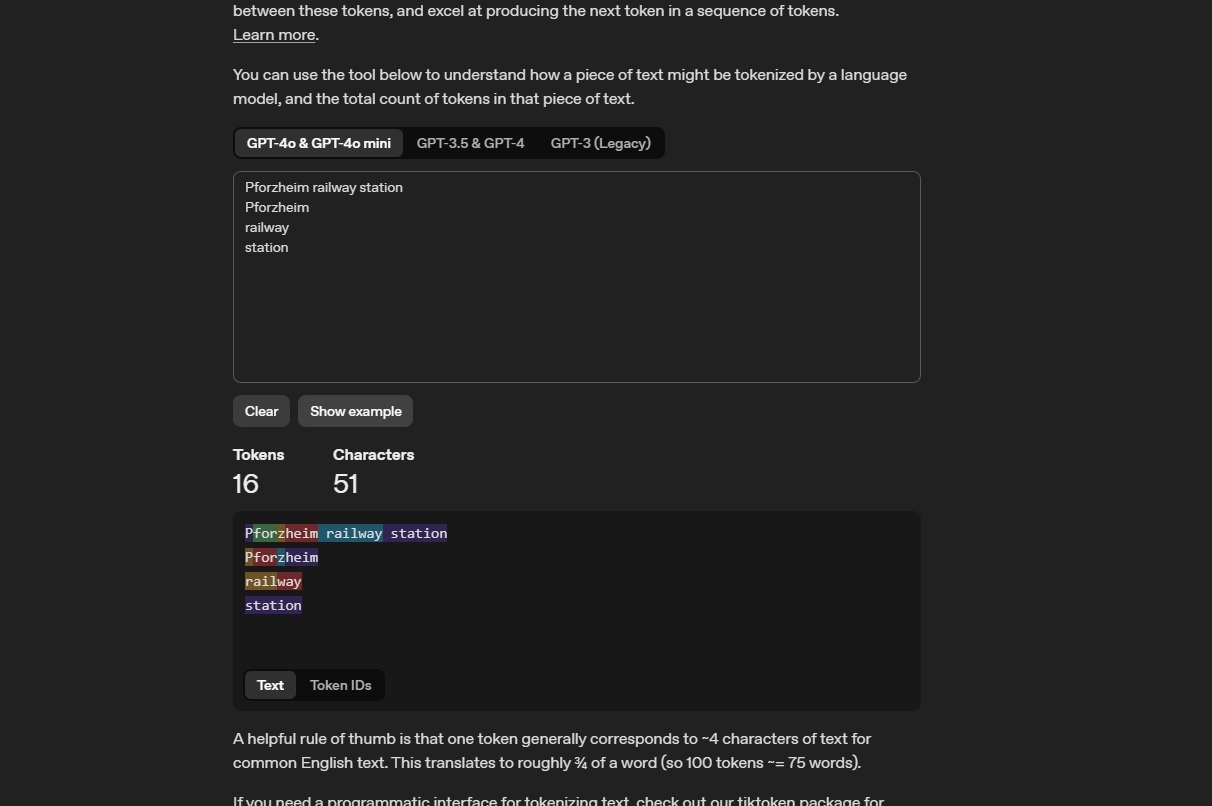 between these tokens, and excel at producing the next token in a sequence of tokens.
Learn more.
You can use the tool below to understand how a piece of text might be tokenized by a language
model, and the total count of tokens in that piece of text.
GPT-4o & GPT-4o mini GPT-3.5 & GPT-4 GPT-3 (Legacy)
Pforzheim railway station
Pforzheim
railway
station
Clear Show example
Tokens Characters
16 51
Pforzheim railway station
Pforzheim
railway
station
Text Token IDs
A helpful rule of thumb is that one token generally corresponds to ~4 characters of text for
common English text. This translates to roughly ¾ of a word (so 100 tokens ~= 75 words).
If you need a programmatic interface for tokenizing text, check out our tiktoken package for